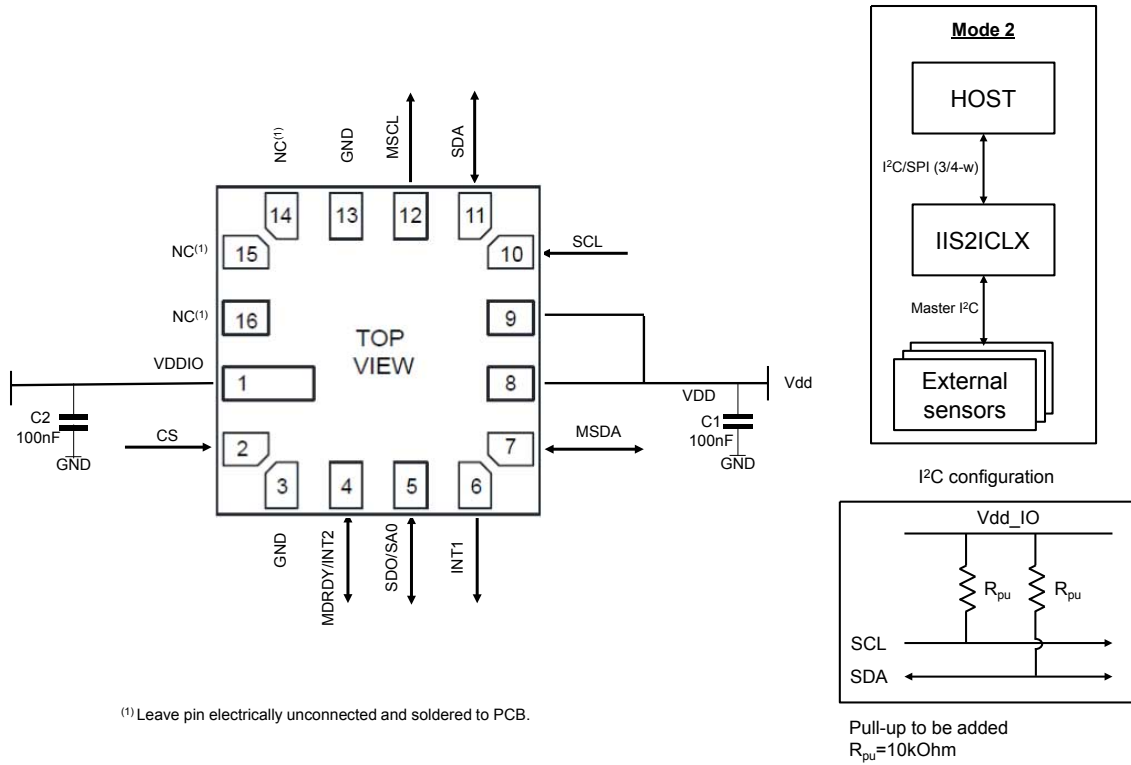 NC(1)
GND
MSCL
SDA
14
13
12
11
NC(1)
15
10
SCL
NC(1)
16
9
TOP
VIEW
VDDIO
1
8
VDD
Vdd
C2
100nF
GND
C1
100nF
GND
CS
2
7
MSDA
3
4
5
6
GND
MDRDY/INT2
SDO/SA0
INT1
(1) Leave pin electrically unconnected and soldered to PCB.
Mode 2
HOST
I²C/SPI (3/4-w)
IIS2ICLX
Master I²C
External
sensors
I²C configuration
Vdd_IO
Rpu
Rpu
SCL
SDA
Pull-up to be added
Rpu=10kOhm